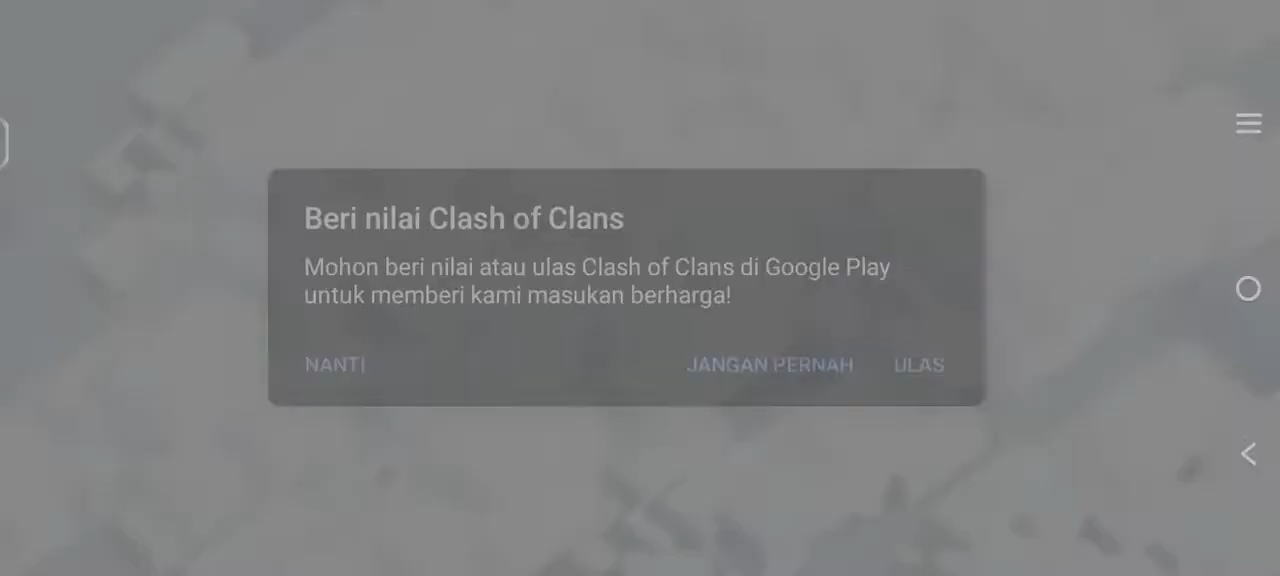 Beri nilai Clash of Clans
Mohon beri nilai atau ulas Clash of Clans di Google Play
untuk memberi kami masukan berharga!
NANTI JANGAN PERNAH ULAS